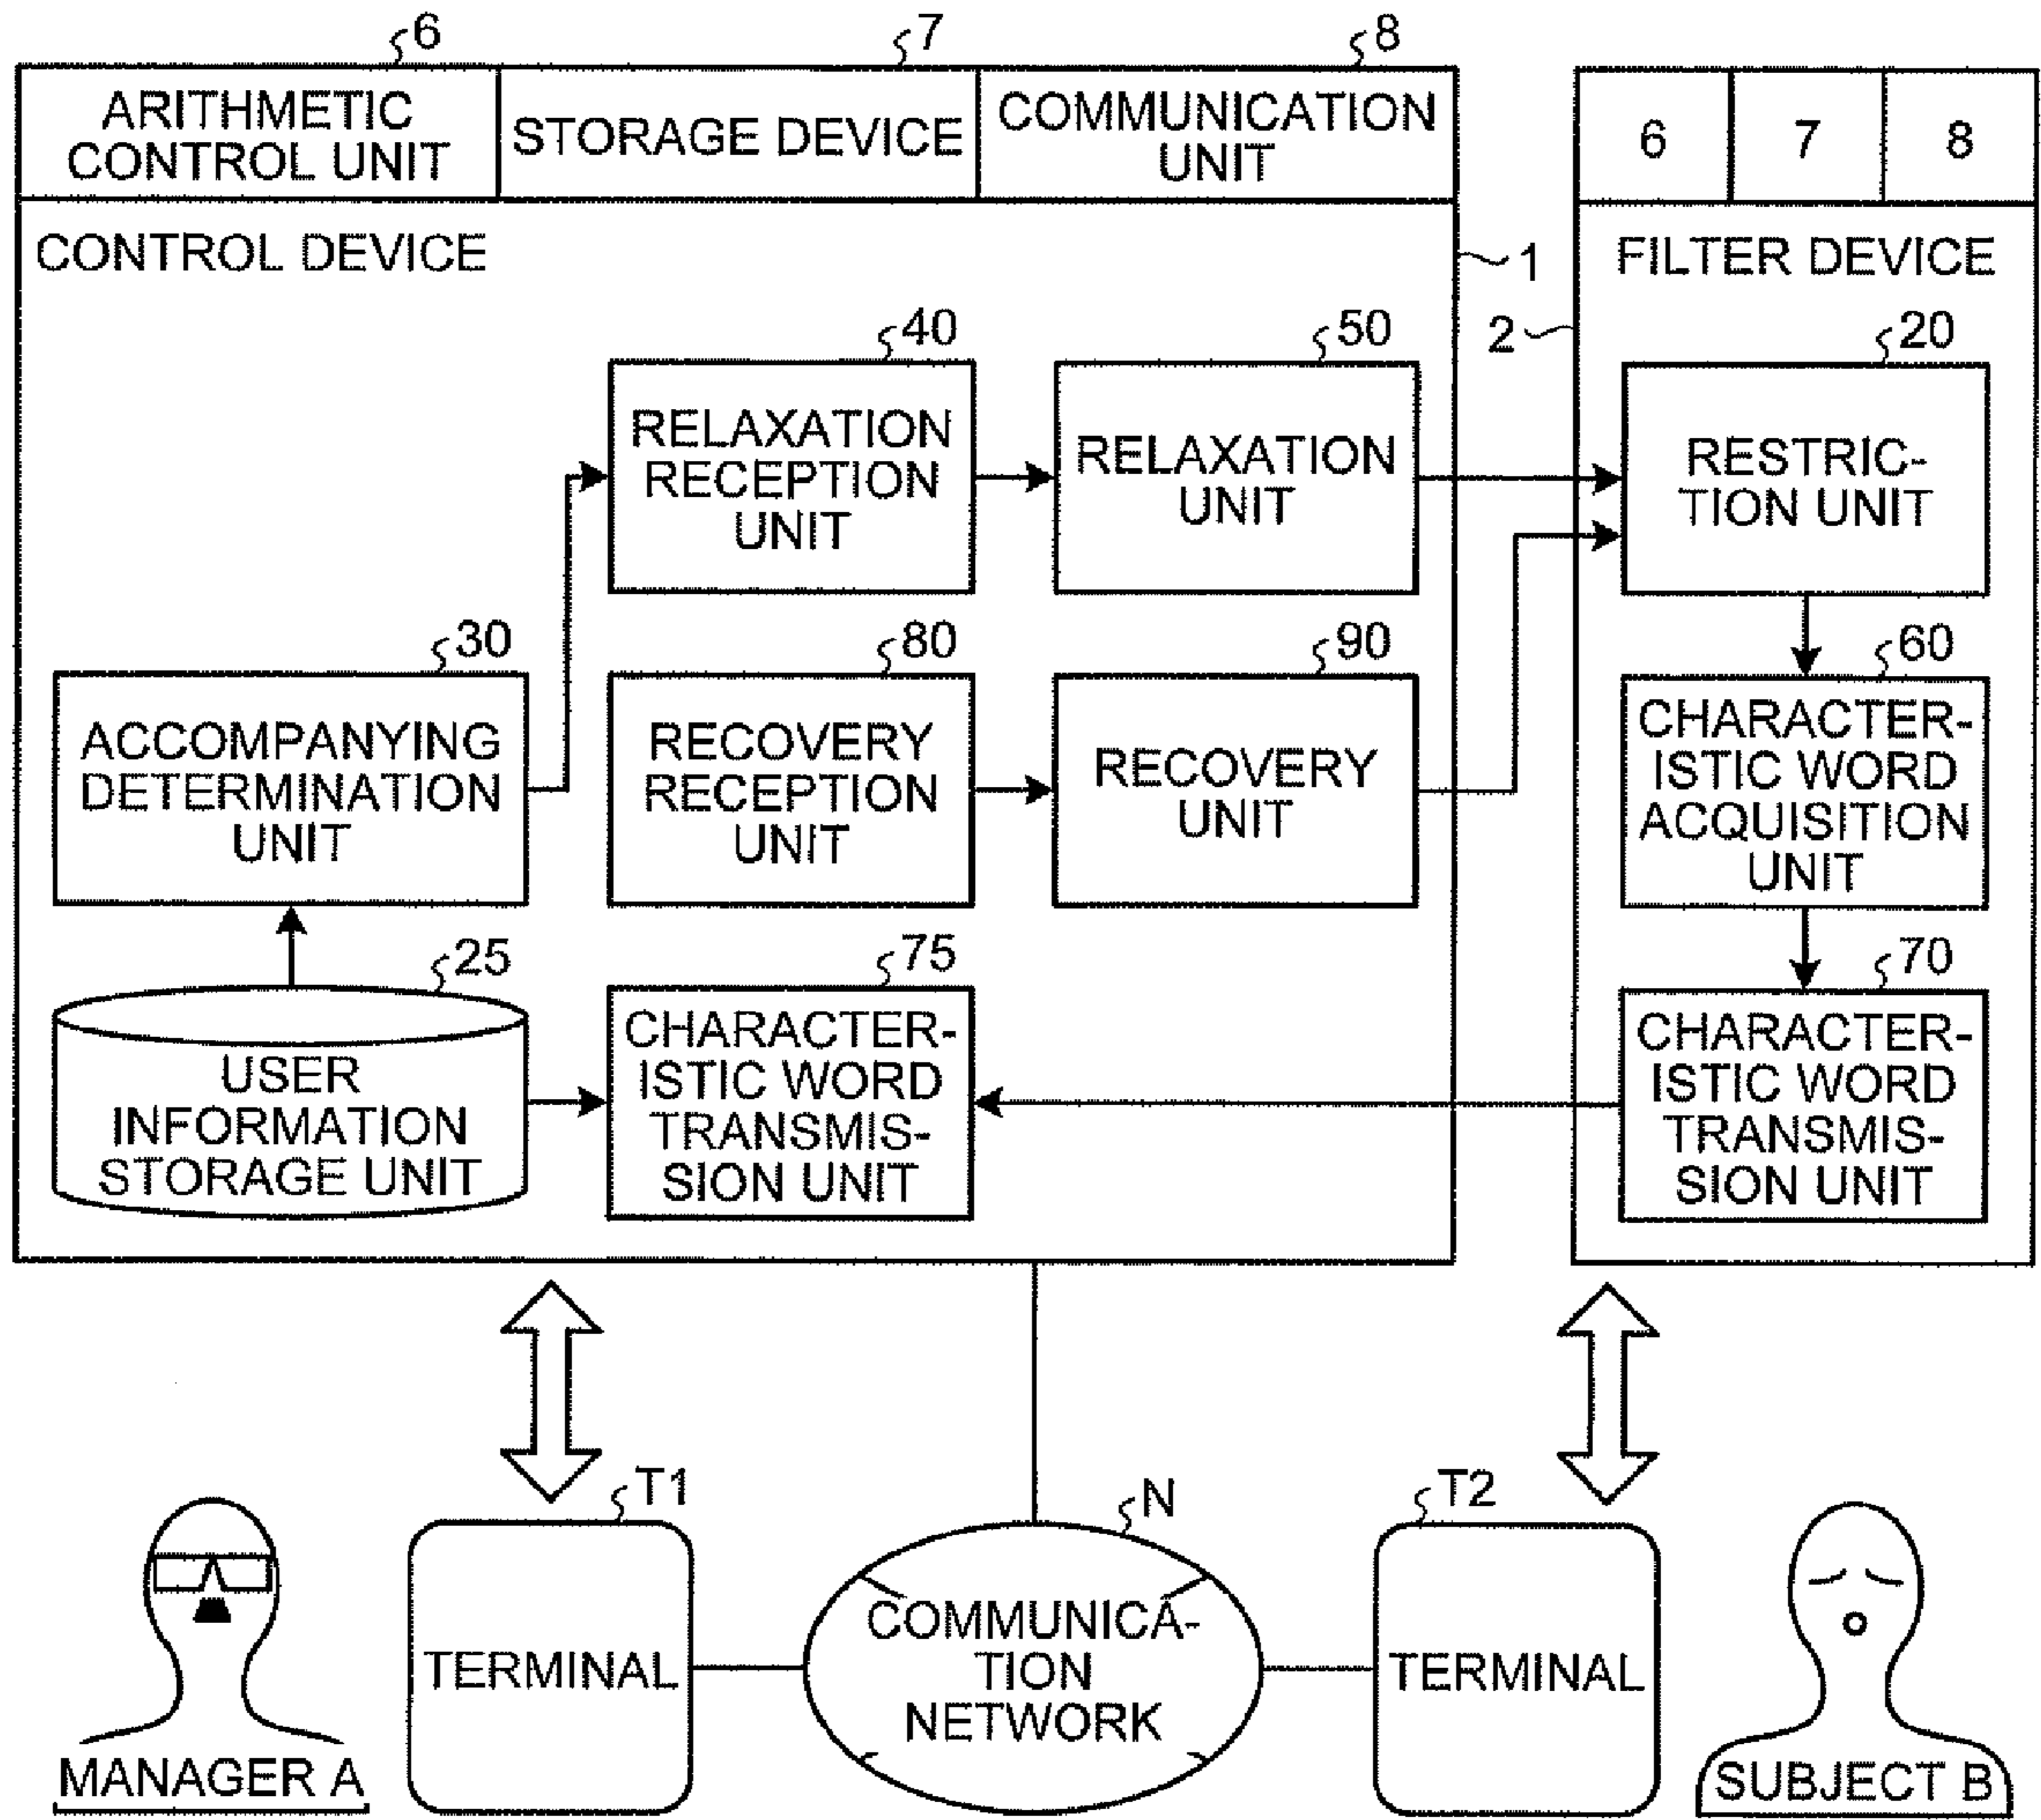 6
7
8
ARITHMETIC
CONTROL UNIT
STORAGE DEVICE
COMMUNICATION
UNIT
6
7
8
CONTROL DEVICE
1
FILTER DEVICE
2
40
RELAXATION
RECEPTION
UNIT
50
RELAXATION
UNIT
20
RESTRIC-
TION UNIT
30
ACCOMPANYING
DETERMINATION
UNIT
80
RECOVERY
RECEPTION
UNIT
90
RECOVERY
UNIT
60
CHARACTER-
ISTIC WORD
ACQUISITION
UNIT
25
USER
INFORMATION
STORAGE UNIT
75
CHARACTER-
ISTIC WORD
TRANSMIS-
SION UNIT
70
CHARACTER-
ISTIC WORD
TRANSMIS-
SION UNIT
MANAGER A
T1
TERMINAL
N
COMMUNICA-
TION
NETWORK
T2
TERMINAL
SUBJECT B